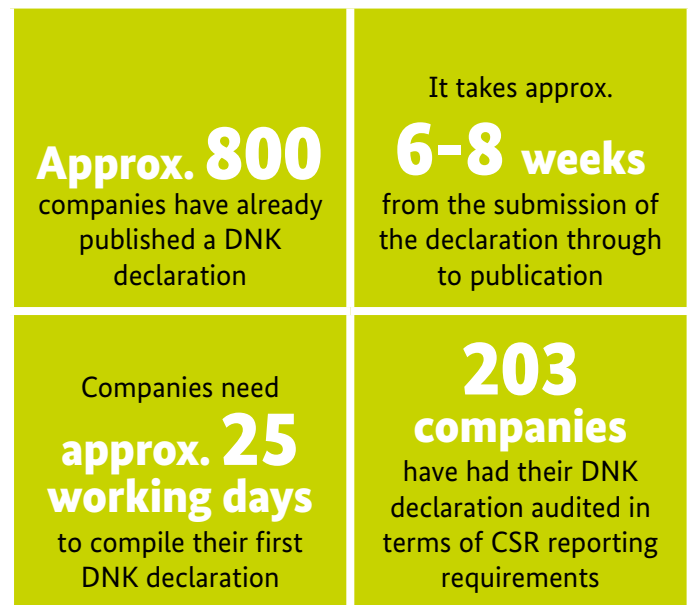 Approx. 800
companies have already
published a DNK
declaration
It takes approx.
6-8 weeks
from the submission of
the declaration through
to publication
Companies need
approx. 25
working days
to compile their first
DNK declaration
203
companies
have had their DNK
declaration audited in
terms of CSR reporting
requirements